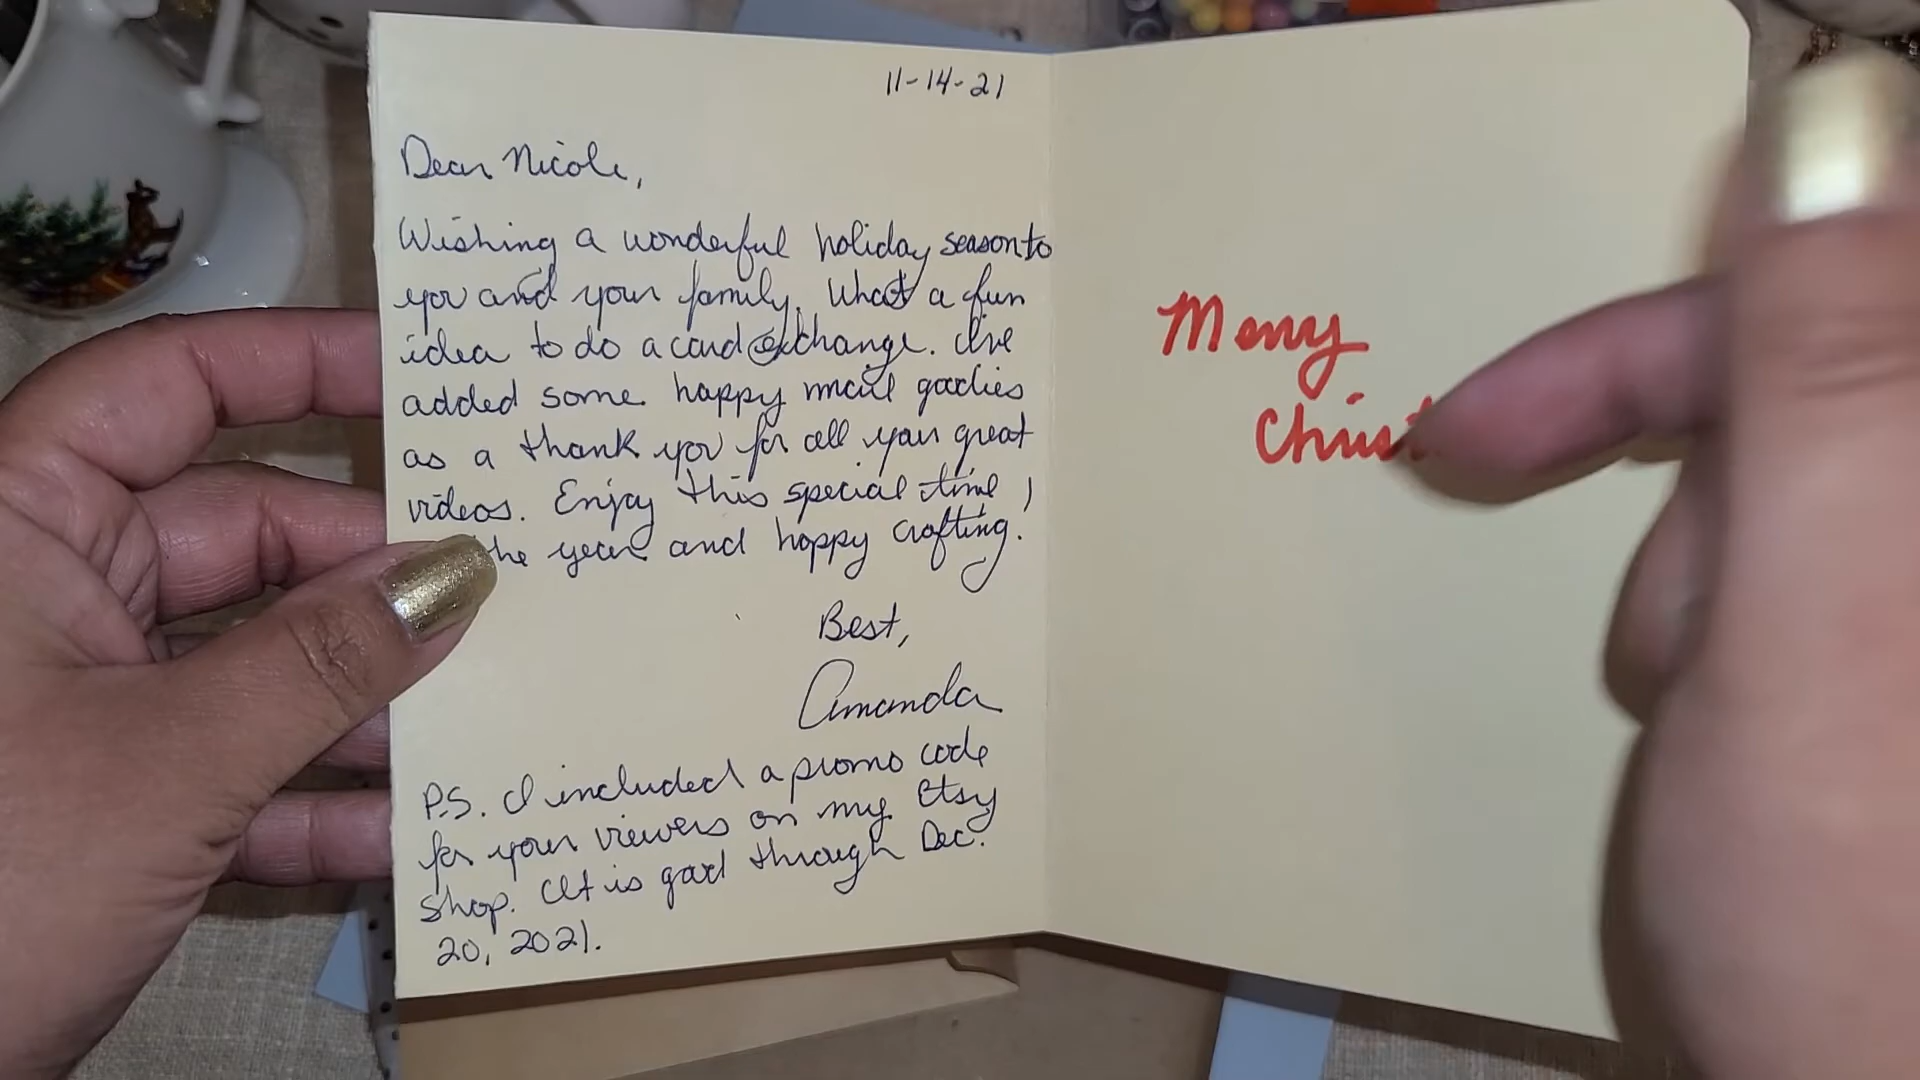 11-14-21
Dear Nicole,
Wishing a wonderful holiday season to
you and your family. What a fun
idea to do a card exchange. I've
added some happy mail goodies
as a thank you for all your great
videos. Enjoy this special time
he year and happy crafting!
Best,
Amanda
P.S. I included a promo code
for your viewers on my Etsy
shop. It is good through Dec.
20, 2021.
Merry
Christ